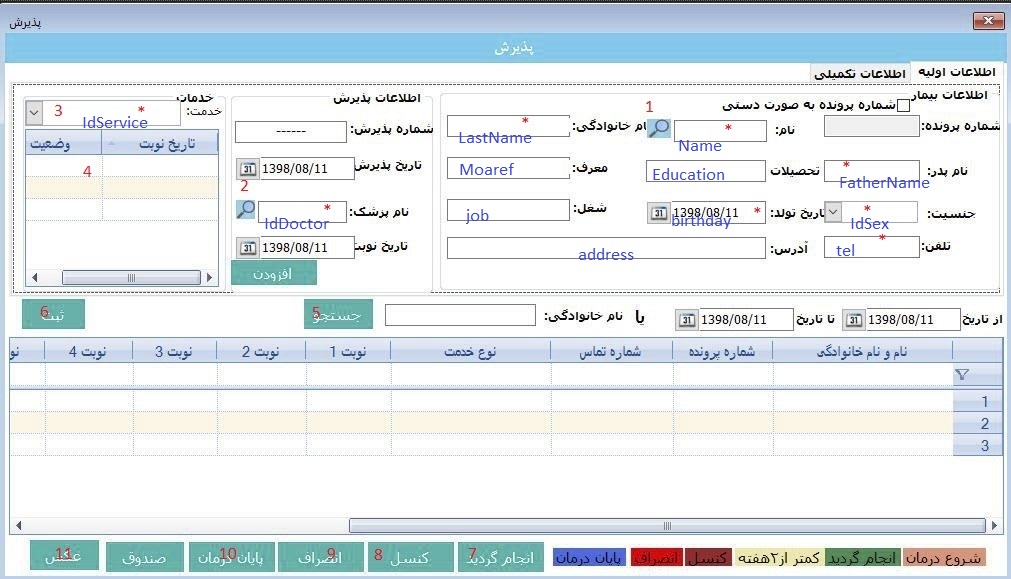 پذیرش
پذیرش
اطلاعات اولیه
اطلاعات تکمیلی
اطلاعات بیمار
شماره پرونده به صورت دستی
شماره پرونده:
نام: * Name 1
نام خانوادگی: * LastName
نام پدر: * FatherName
تحصیلات Education
معرف: Moaref
جنسیت: * IdSex
تاریخ تولد: 1398/08/11 * birthday
شغل: job
تلفن: * tel
آدرس: address
اطلاعات پذیرش
شماره پذیرش: ------
تاریخ پذیرش 1398/08/11
2
نام پزشک: * IdDoctor
تاریخ نوبت 1398/08/11
افزودن
خدمات
خدمت: * IdService 3
تاریخ نوبت وضعیت
4
از تاریخ 1398/08/11 تا تاریخ 1398/08/11 یا نام خانوادگی: جستجو 5 ثبت 6
نام و نام خانوادگی شماره پرونده شماره تماس نوع خدمت نوبت 1 نوبت 2 نوبت 3 نوبت 4 نو
1
2
3
شروع درمان انجام گردید کمتر از۲هفته کنسل انصراف پایان درمان
انجام گردید 7 کنسل 8 انصراف 9 پایان درمان 10 صندوق عکس 11